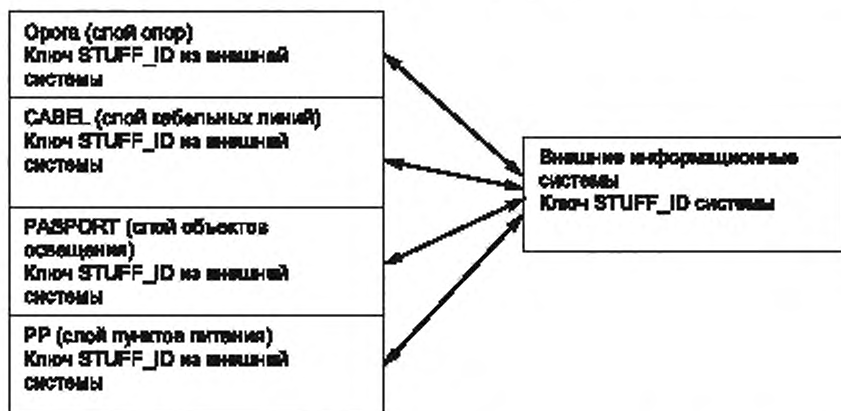 Opora (слой опор)
Ключ STUFF_ID из внешней
системы
CABEL (слой кабельных линий)
Ключ STUFF_ID из внешней
системы
PASPORT (слой объектов
освещения)
Ключ STUFF_ID из внешней
системы
PP (слой пунктов питания)
Ключ STUFF_ID из внешней
системы
Внешние информационные
системы
Ключ STUFF_ID системы